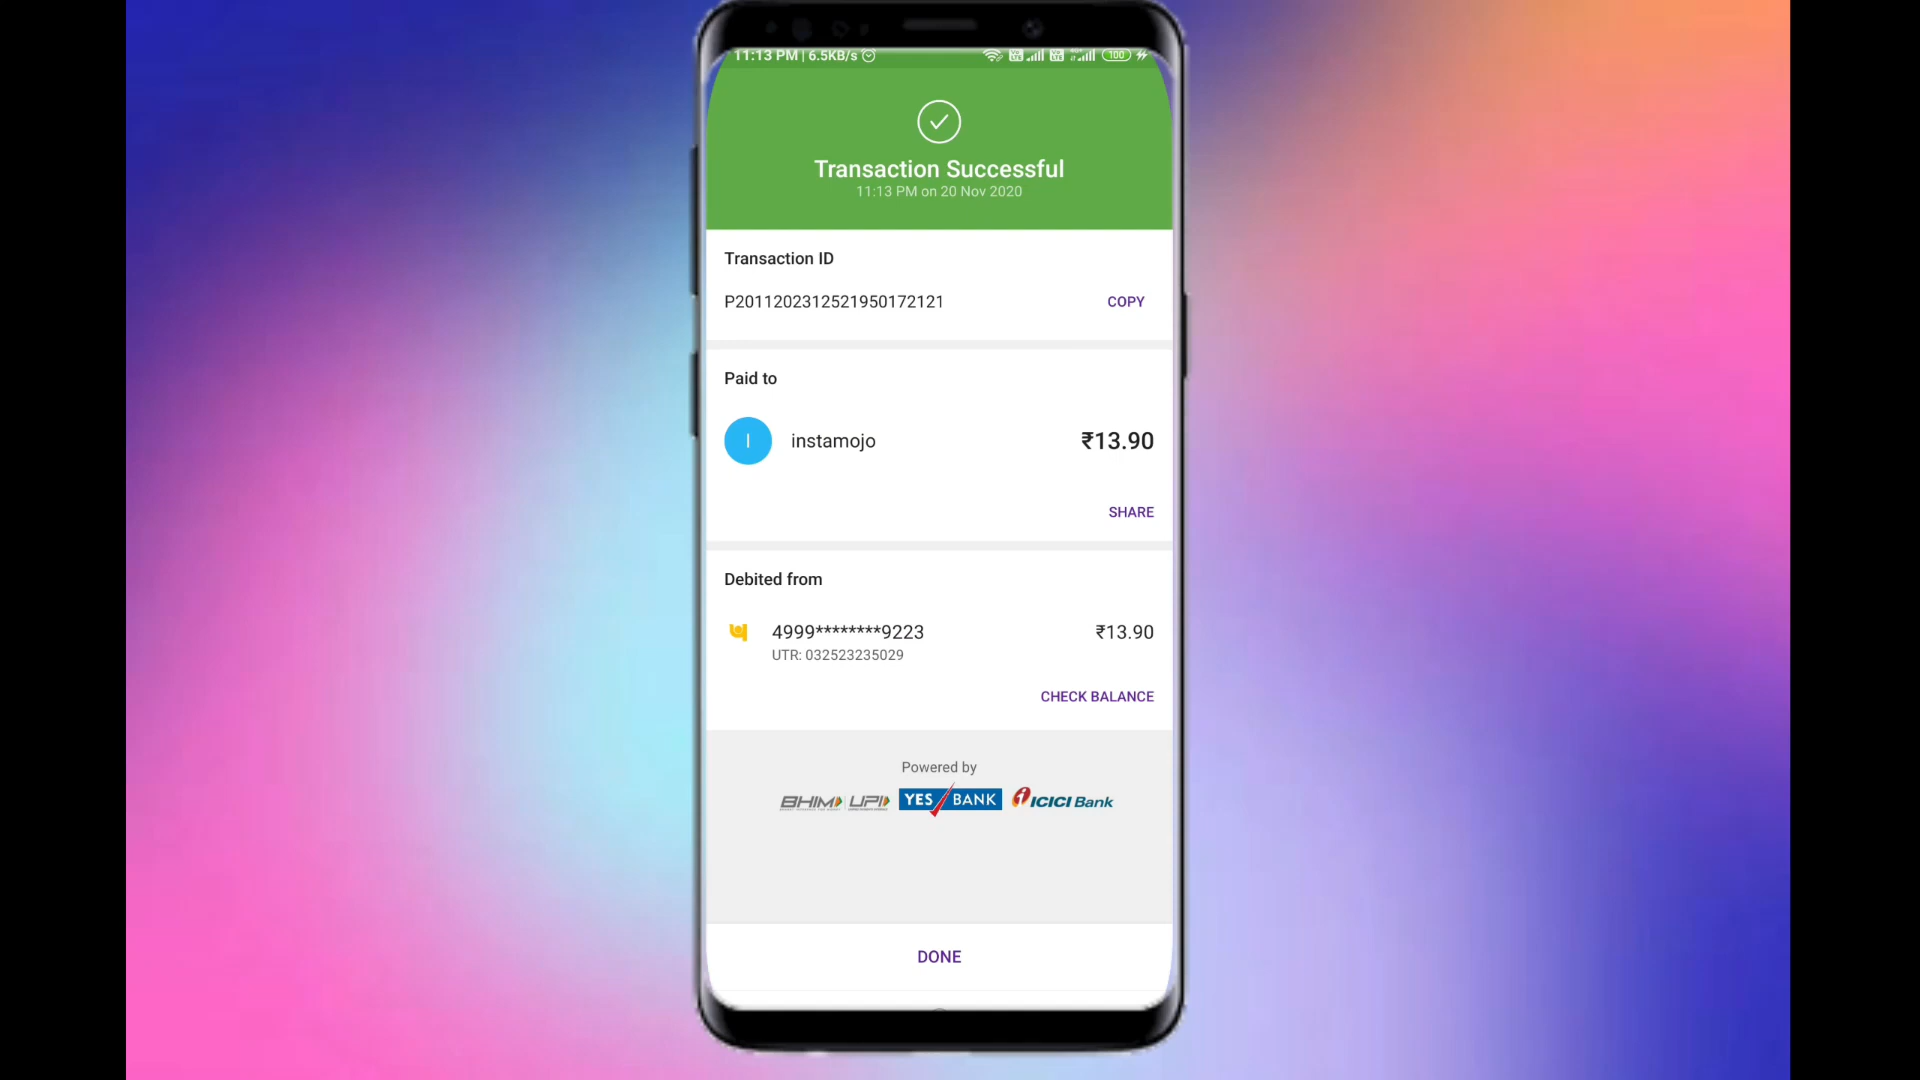 11:13 PM | 6.5KB/s
100
Transaction Successful
11:13 PM on 20 Nov 2020
Transaction ID
P2011202312521950172121
COPY
Paid to
I
instamojo
₹13.90
SHARE
Debited from
4999********9223
₹13.90
UTR: 032523235029
CHECK BALANCE
Powered by
BHIM UPI YES BANK ICICI Bank
DONE